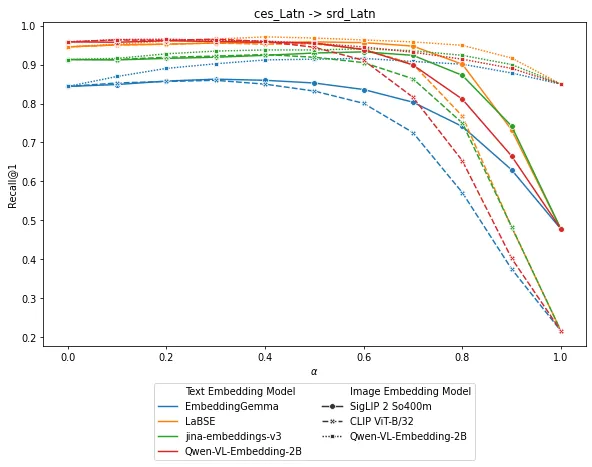 ces_Latn -> srd_Latn
Recall@1
1.0
0.9
0.8
0.7
0.6
0.5
0.4
0.3
0.2
0.0 0.2 0.4 0.6 0.8 1.0
α
Text Embedding Model
EmbeddingGemma
LaBSE
jina-embeddings-v3
Qwen-VL-Embedding-2B
Image Embedding Model
SigLIP 2 So400m
CLIP ViT-B/32
Qwen-VL-Embedding-2B